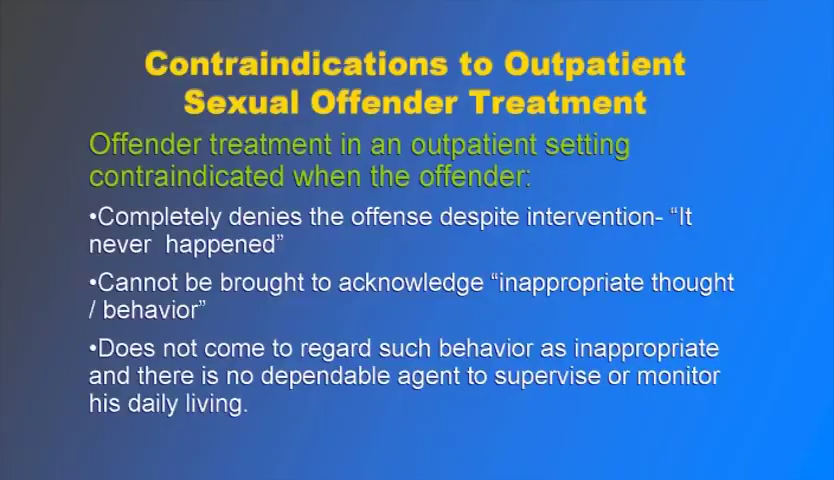 Contraindications to Outpatient
Sexual Offender Treatment
Offender treatment in an outpatient setting
contraindicated when the offender:
•Completely denies the offense despite intervention- “It
never  happened”
•Cannot be brought to acknowledge “inappropriate thought
/ behavior”
•Does not come to regard such behavior as inappropriate
and there is no dependable agent to supervise or monitor
his daily living.